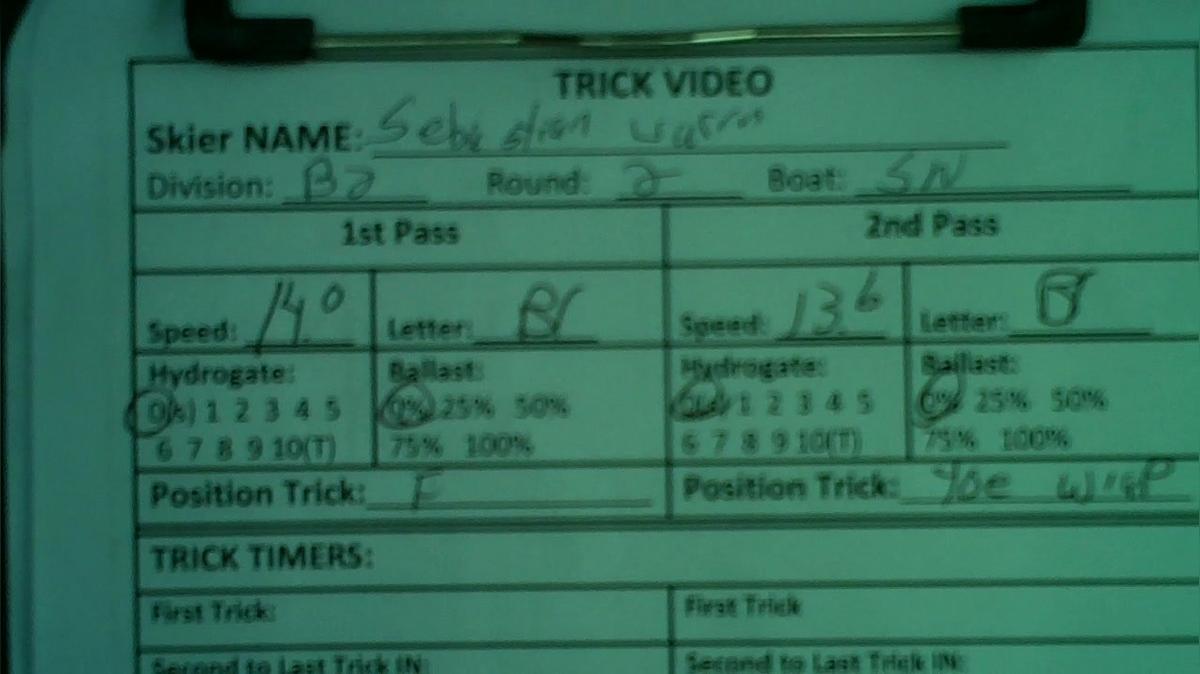 TRICK VIDEO
Skier NAME: Sebastian
Division: B2 Round: 2 Boat: SN
1st Pass 2nd Pass
Speed: 14.0 Letter: Br Speed: 13.6 Letter: Br
Hydrogate: Ballast: Hydrogate: Ballast:
0(s) 1 2 3 4 5 0% 25% 50% 0(s) 1 2 3 4 5 0% 25% 50%
6 7 8 9 10(T) 75% 100% 6 7 8 9 10(T) 75% 100%
Position Trick: F Position Trick: Toe
TRICK TIMERS:
First Trick: First Trick
Second to Last Trick IN: Second to Last Trick IN: